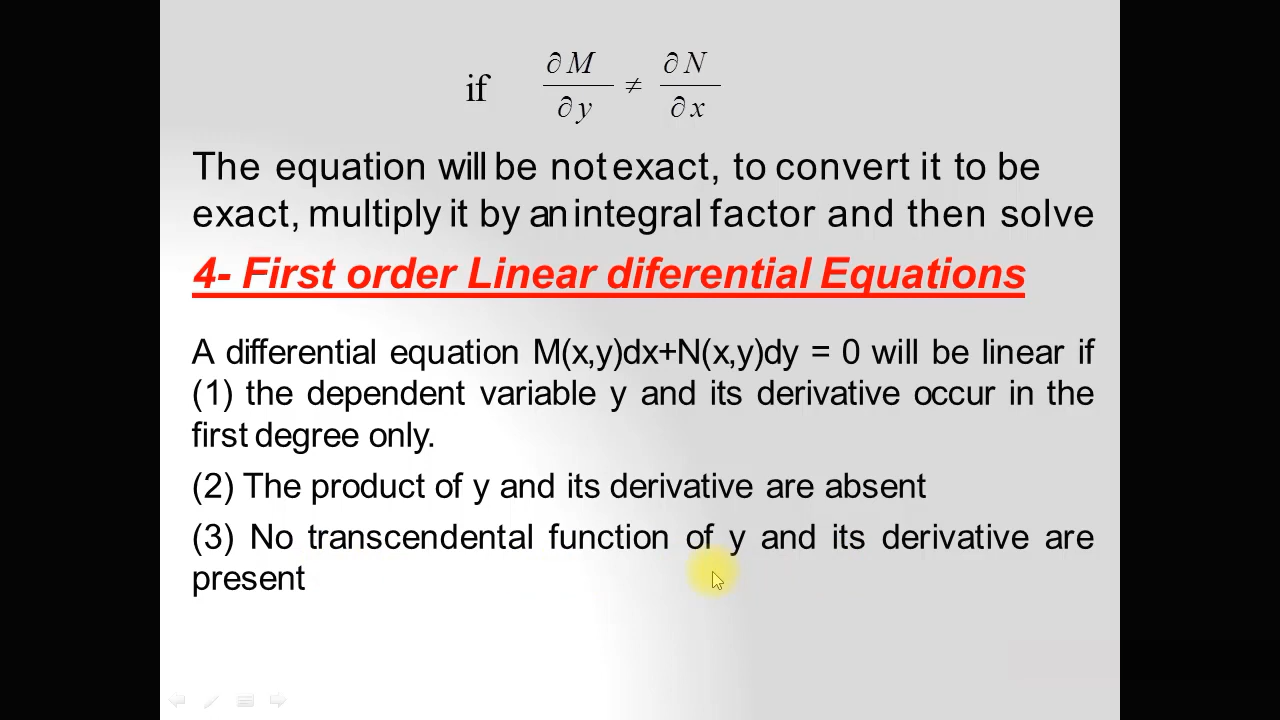 if ∂M/∂y ≠ ∂N/∂x
The equation will be not exact, to convert it to be
exact, multiply it by an integral factor and then solve
4- First order Linear diferential Equations
A differential equation M(x,y)dx+N(x,y)dy = 0 will be linear if
(1) the dependent variable y and its derivative occur in the
first degree only.
(2) The product of y and its derivative are absent
(3) No transcendental function of y and its derivative are
present